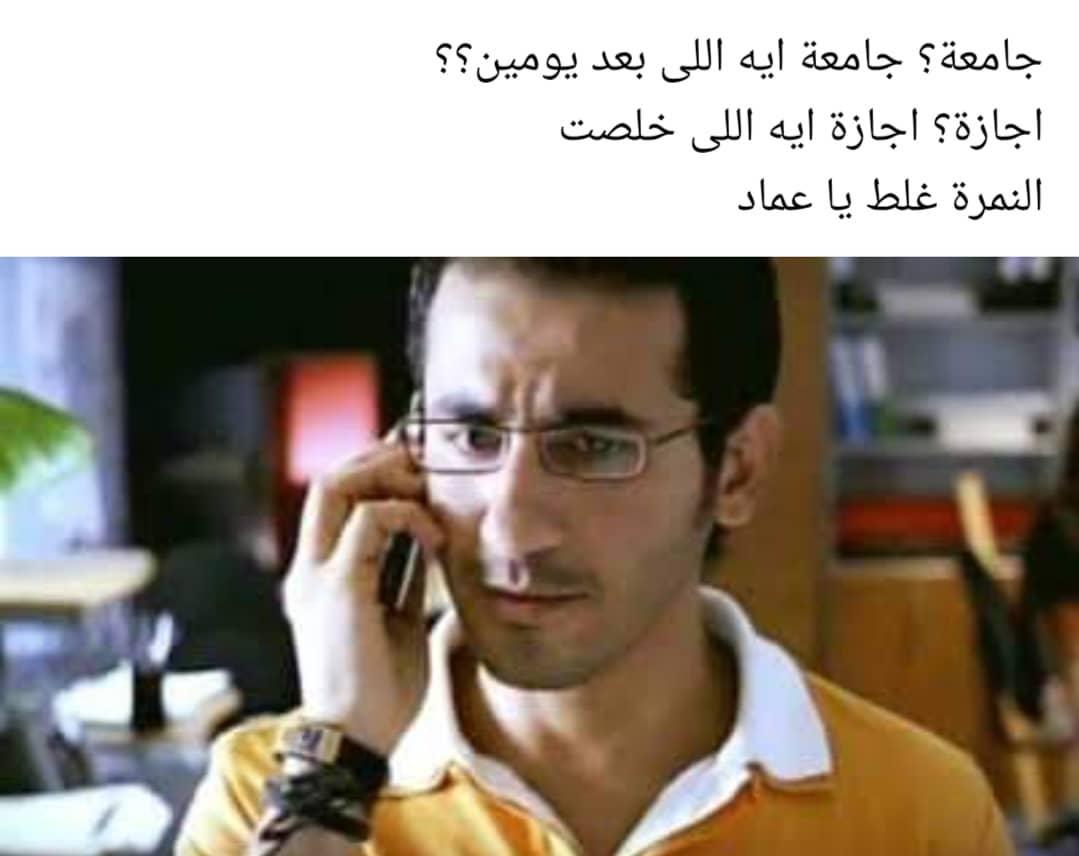 جامعة؟ جامعة ايه اللى بعد يومين؟؟
اجازة؟ اجازة ايه اللى خلصت
النمرة غلط يا عماد